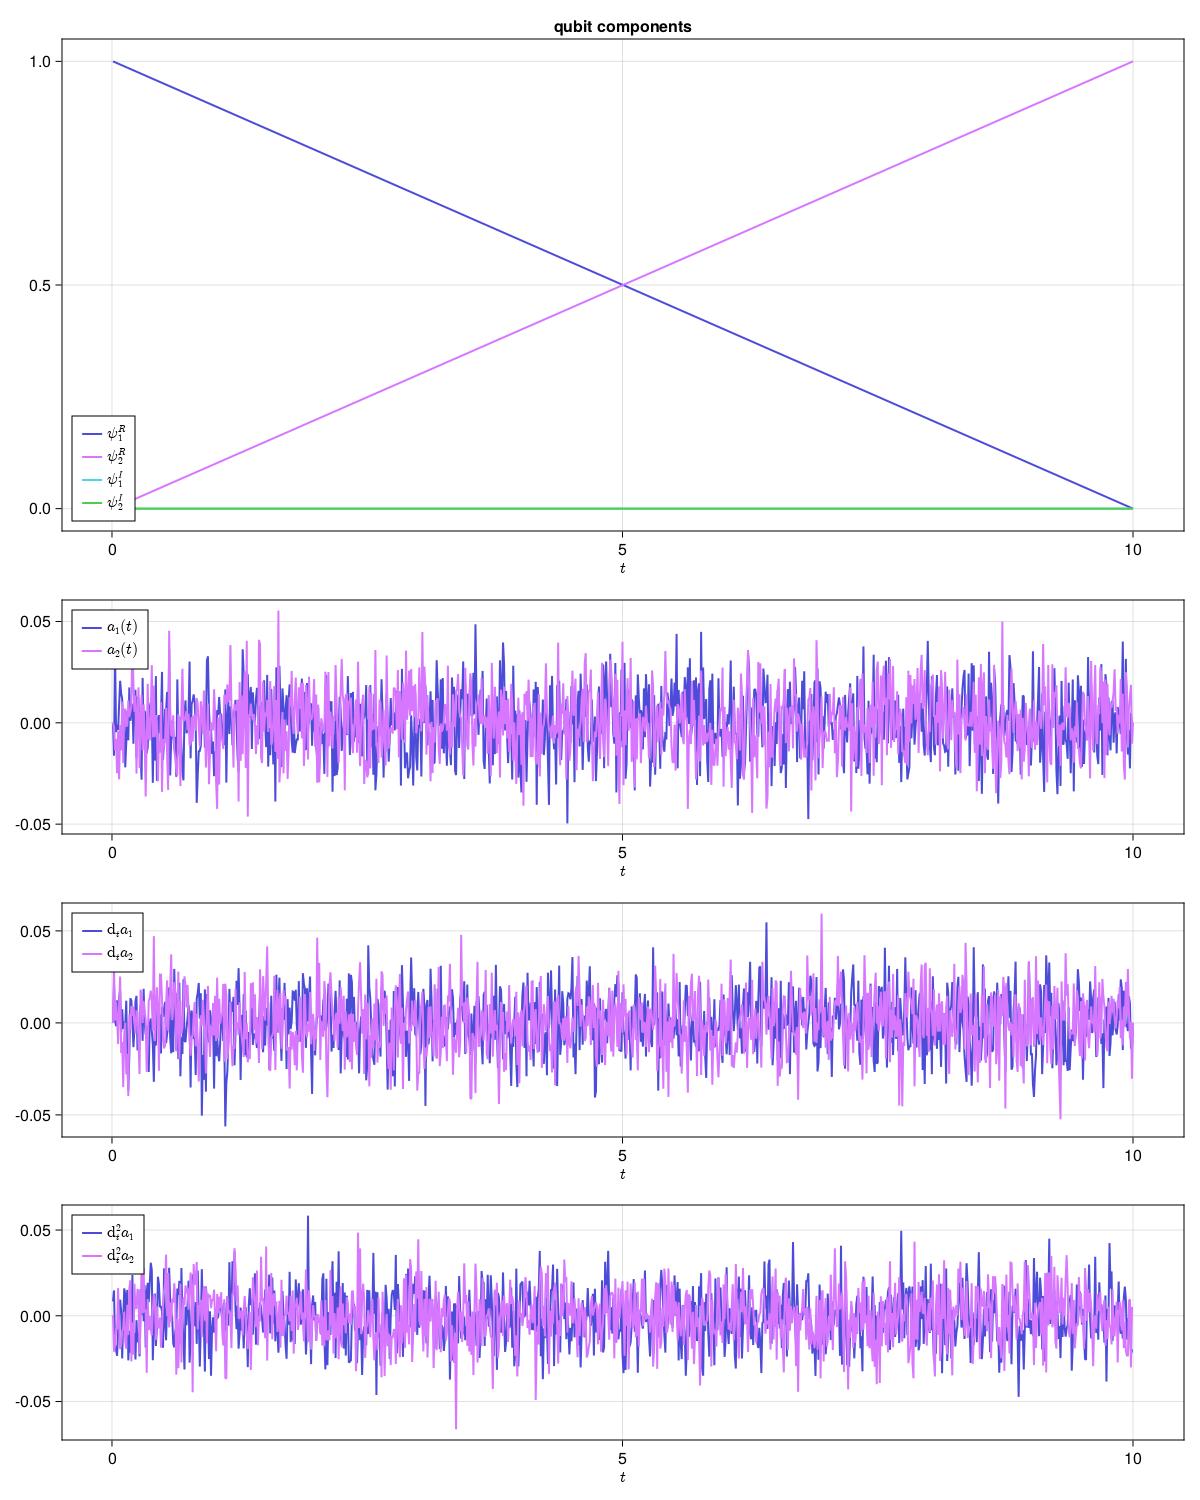 qubit components
1.0
0.5
0.0
ψ₁ᴿ
ψ₂ᴿ
ψ₁ᴵ
ψ₂ᴵ
0 5 10
t
0.05
0.00
-0.05
a₁(t)
a₂(t)
0 5 10
t
0.05
0.00
-0.05
dₜa₁
dₜa₂
0 5 10
t
0.05
0.00
-0.05
dₜ²a₁
dₜ²a₂
0 5 10
t